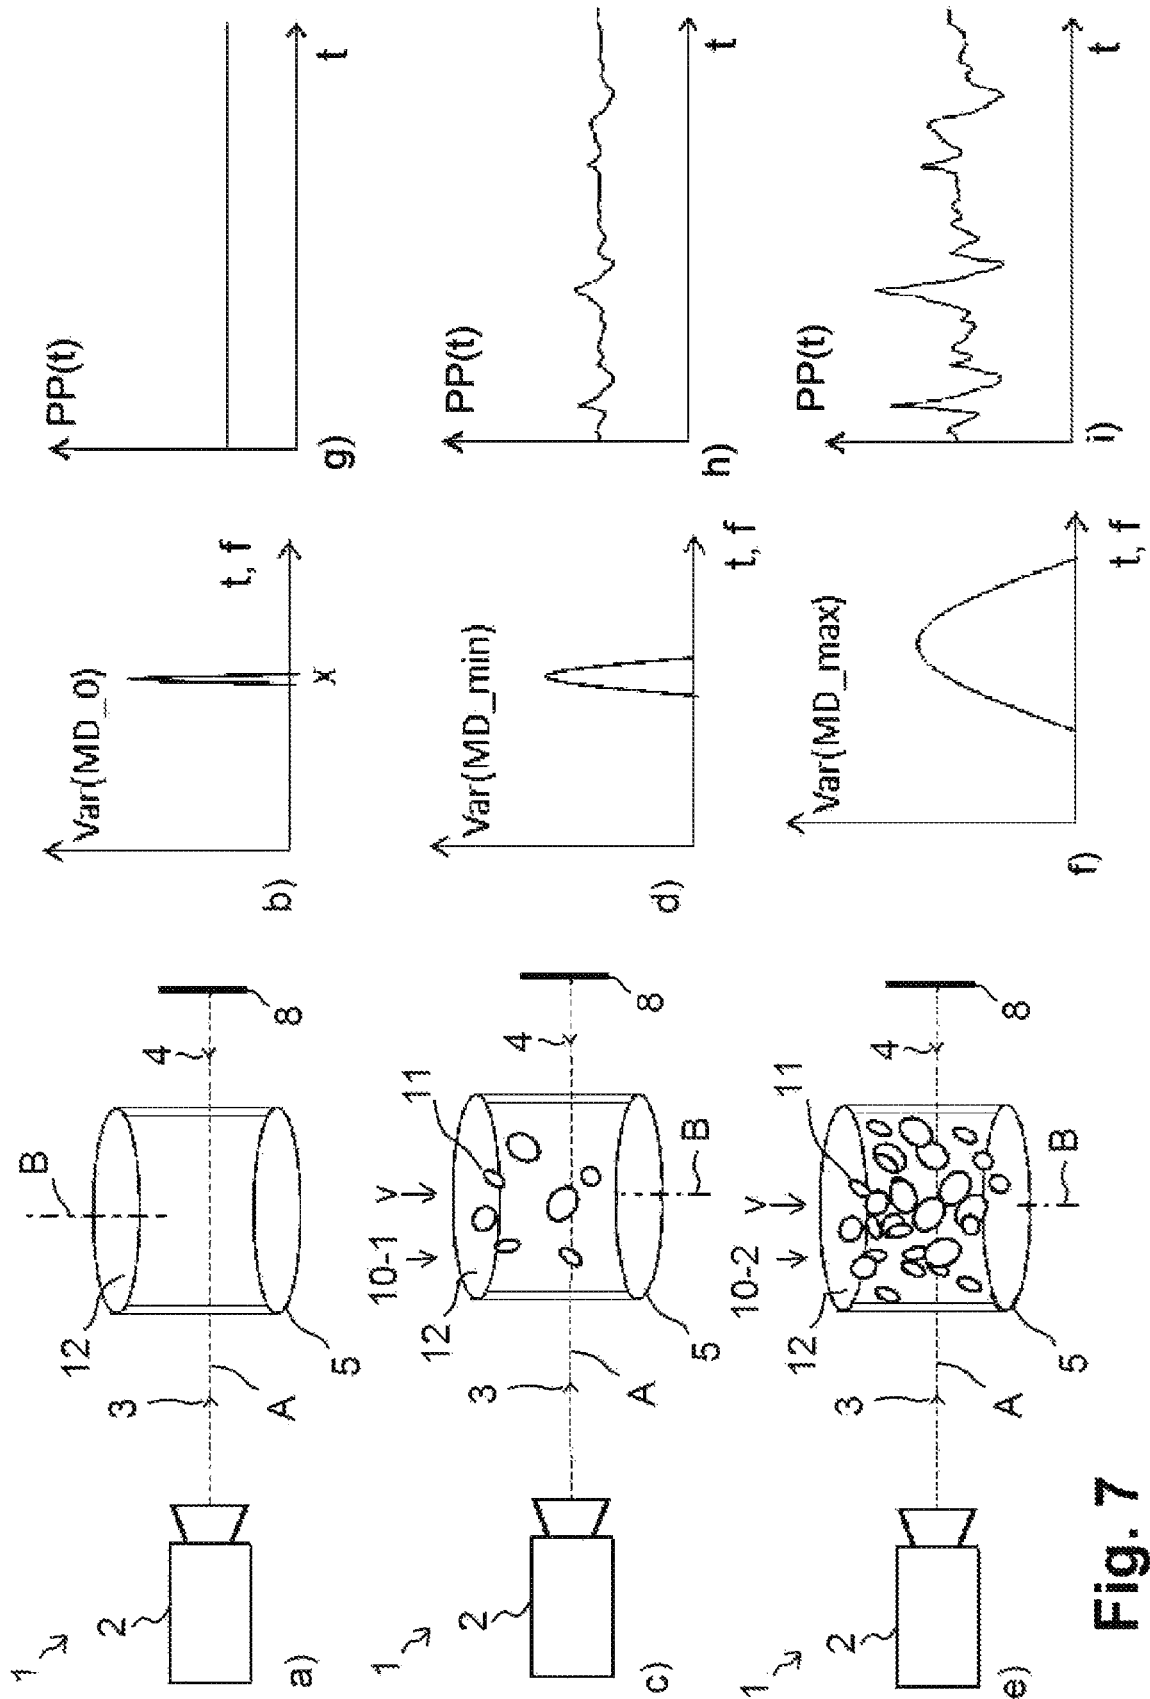 1
2
3
A
12
B
5
4
8
a)
Var(MD_0)
x
t, f
b)
PP(t)
t
g)
1
2
3
A
12
10-1
v
11
5
B
4
8
c)
Var(MD_min)
t, f
d)
PP(t)
t
h)
1
2
3
A
12
10-2
v
11
5
B
4
8
e)
Var(MD_max)
t, f
f)
PP(t)
t
i)
Fig. 7